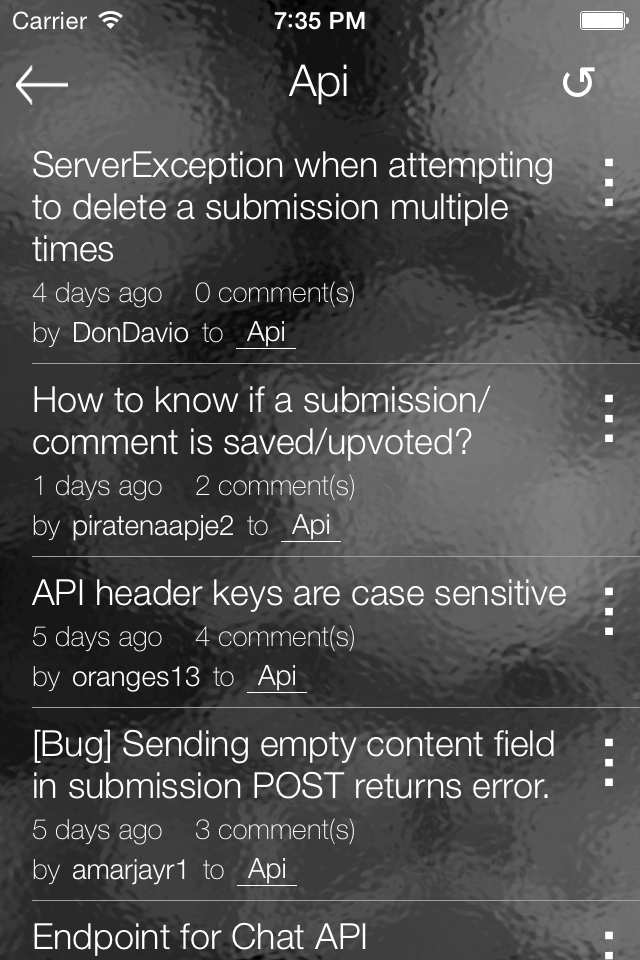 Carrier 7:35 PM
Api
ServerException when attempting
to delete a submission multiple
times
4 days ago 0 comment(s)
by DonDavio to Api
How to know if a submission/
comment is saved/upvoted?
1 days ago 2 comment(s)
by piratenaapje2 to Api
API header keys are case sensitive
5 days ago 4 comment(s)
by oranges13 to Api
[Bug] Sending empty content field
in submission POST returns error.
5 days ago 3 comment(s)
by amarjayr1 to Api
Endpoint for Chat API